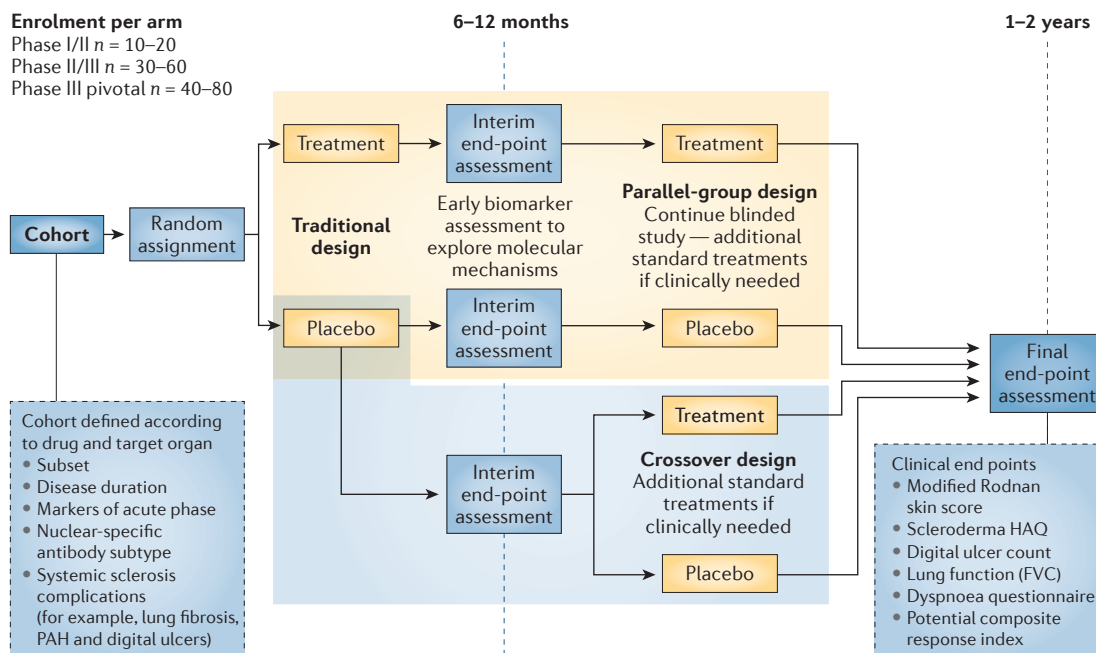 Enrolment per arm
Phase I/II n = 10–20
Phase II/III n = 30–60
Phase III pivotal n = 40–80
6–12 months
1–2 years
Cohort
Random
assignment
Treatment
Interim
end-point
assessment
Treatment
Traditional
design
Early biomarker
assessment to
explore molecular
mechanisms
Parallel-group design
Continue blinded
study — additional
standard treatments
if clinically needed
Placebo
Interim
end-point
assessment
Placebo
Interim
end-point
assessment
Treatment
Crossover design
Additional standard
treatments if
clinically needed
Placebo
Final
end-point
assessment
Cohort defined according
to drug and target organ
• Subset
• Disease duration
• Markers of acute phase
• Nuclear-specific
antibody subtype
• Systemic sclerosis
complications
(for example, lung fibrosis,
PAH and digital ulcers)
Clinical end points
• Modified Rodnan
skin score
• Scleroderma HAQ
• Digital ulcer count
• Lung function (FVC)
• Dyspnoea questionnaire
• Potential composite
response index